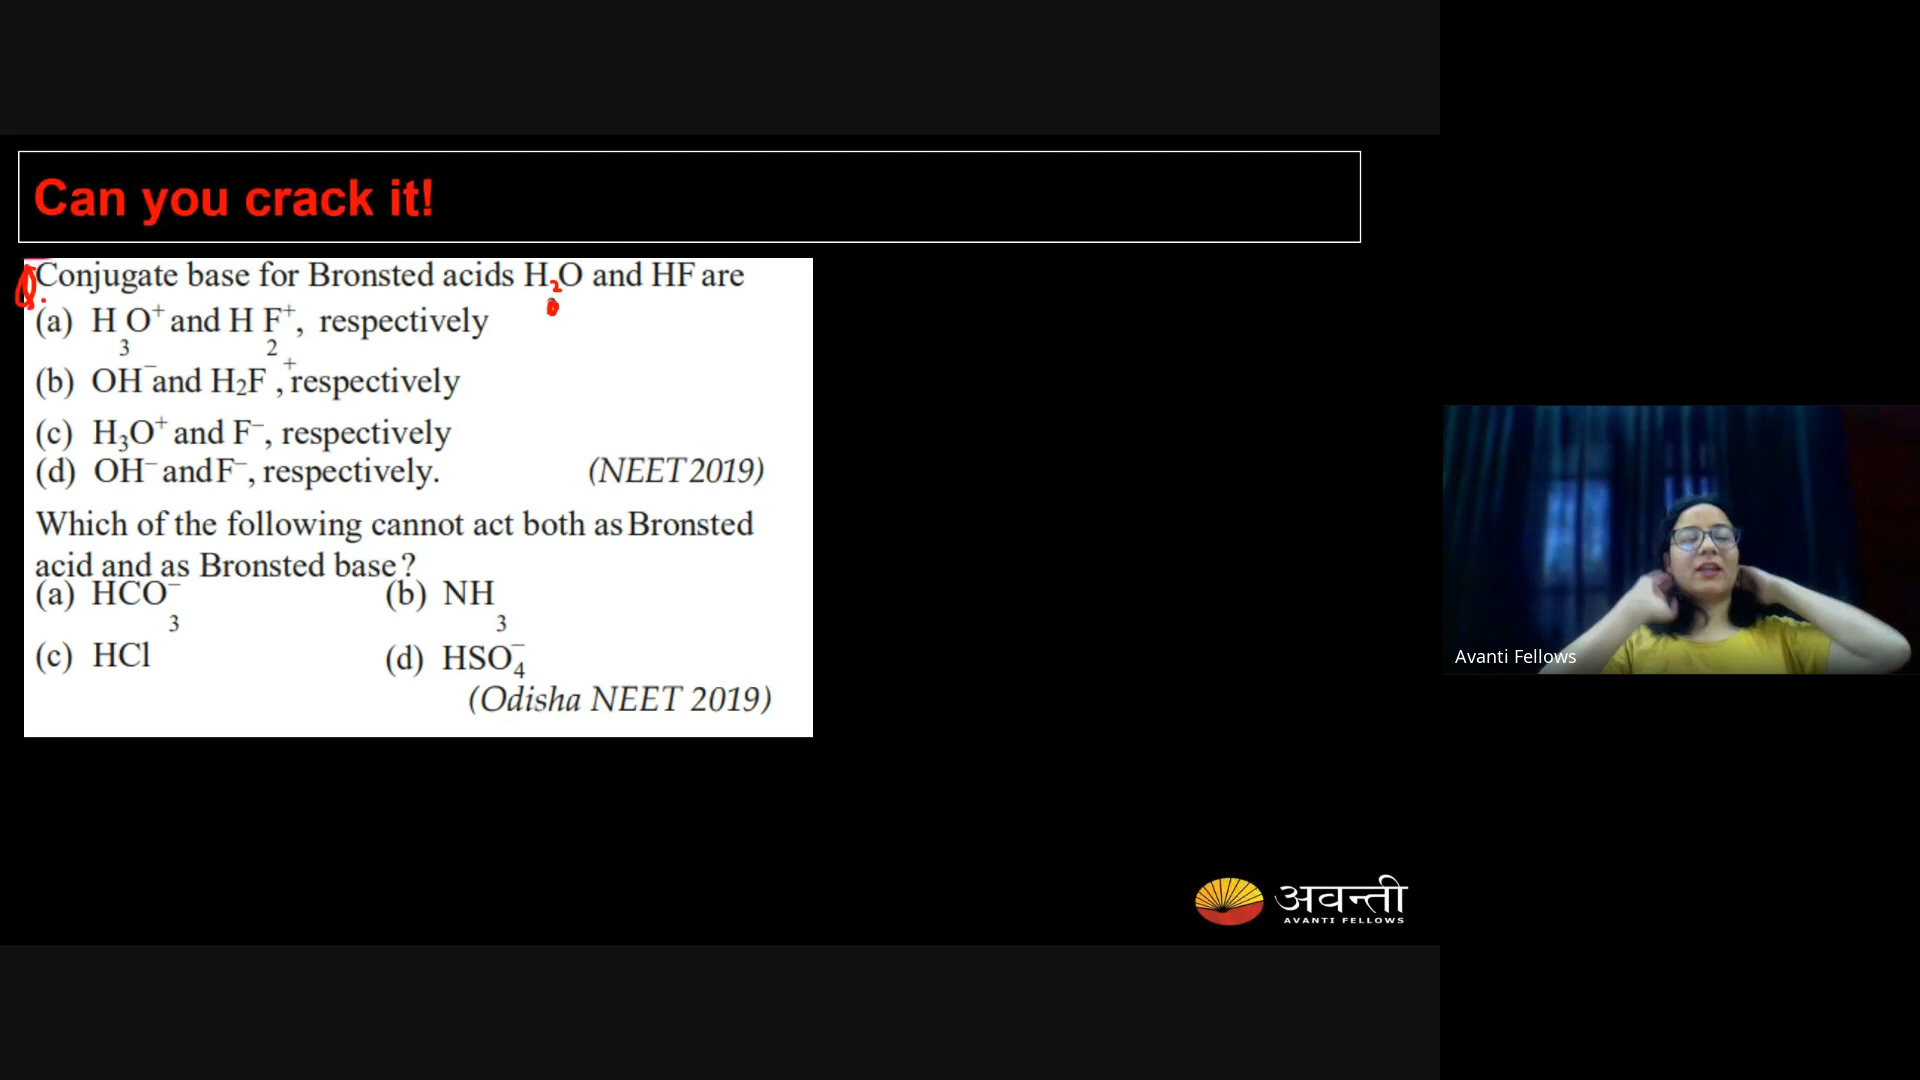 Can you crack it!
Q. Conjugate base for Bronsted acids H₂O and HF are
(a) H₃O⁺ and H₂F⁺, respectively
(b) OH⁻ and H₂F⁺, respectively
(c) H₃O⁺ and F⁻, respectively
(d) OH⁻ and F⁻, respectively. (NEET 2019)
Which of the following cannot act both as Bronsted
acid and as Bronsted base?
(a) HCO₃⁻ (b) NH₃
(c) HCl (d) HSO₄⁻
(Odisha NEET 2019)
Avanti Fellows
अवन्ती
AVANTI FELLOWS